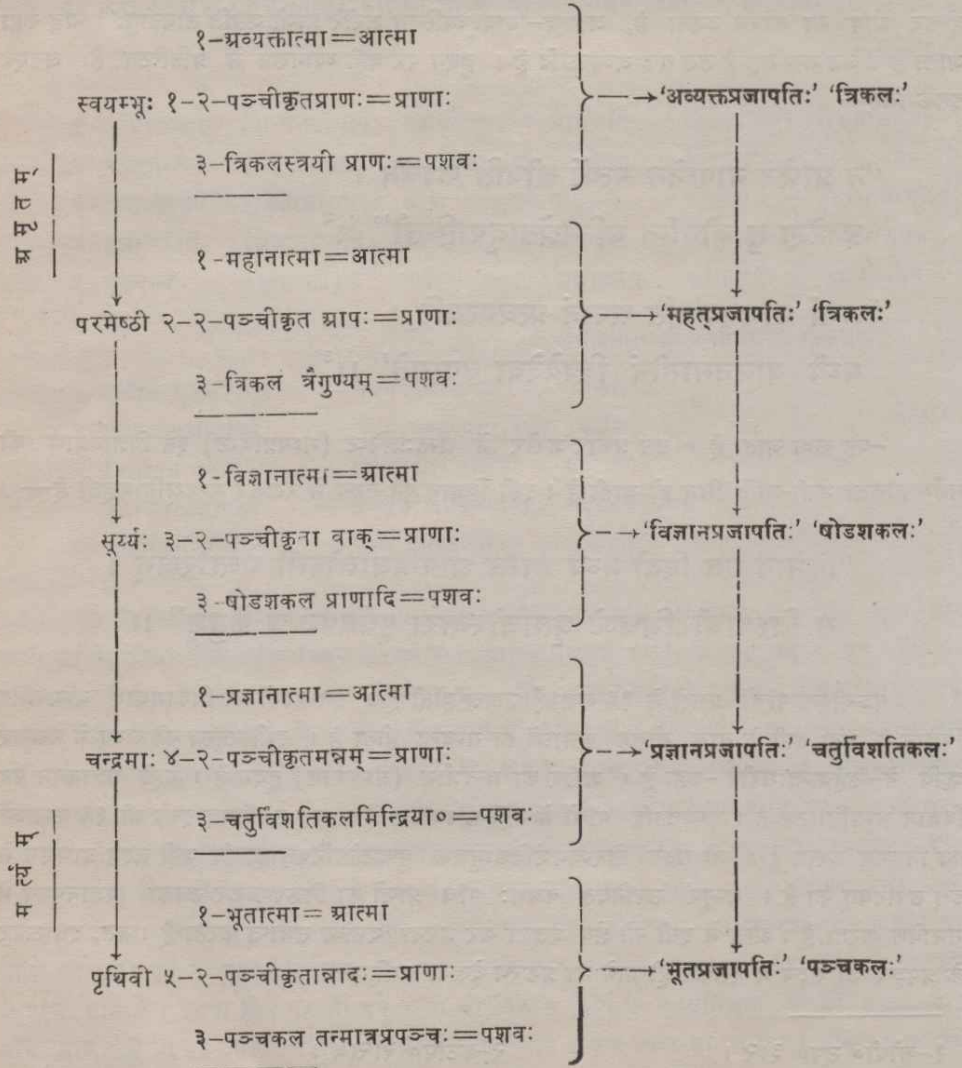 १-अव्यक्तात्मा=आत्मा
स्वयम्भूः १-२-पञ्चीकृतप्राणः=प्राणाः → 'अव्यक्तप्रजापतिः' 'त्रिकलः'
३-त्रिकलस्त्रयी प्राणः=पशवः
अमृतम्
१-महानात्मा=आत्मा
परमेष्ठी २-२-पञ्चीकृत आपः=प्राणाः → 'महत्प्रजापतिः' 'त्रिकलः'
३-त्रिकल त्रैगुण्यम्=पशवः
१-विज्ञानात्मा=आत्मा
सूर्य्यः ३-२-पञ्चीकृता वाक्=प्राणाः → 'विज्ञानप्रजापतिः' 'षोडशकलः'
३-षोडशकल प्राणादि=पशवः
१-प्रज्ञानात्मा=आत्मा
चन्द्रमाः ४-२-पञ्चीकृतमन्नम्=प्राणाः → 'प्रज्ञानप्रजापतिः' 'चतुर्विशतिकलः'
३-चतुर्विशतिकलमिन्द्रिया०=पशवः
मर्त्यम्
१-भूतात्मा=आत्मा
पृथिवी ५-२-पञ्चीकृतान्नादः=प्राणाः → 'भूतप्रजापतिः' 'पञ्चकलः'
३-पञ्चकल तन्मात्रप्रपञ्चः=पशवः